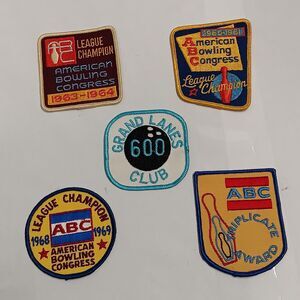 ABC
LEAGUE
CHAMPION
AMERICAN
BOWLING
CONGRESS
1963-1964
1960-1961
American
Bowling
Congress
League
Champion
GRAND LANES
600
CLUB
LEAGUE CHAMPION
1968
ABC
1969
AMERICAN
BOWLING
CONGRESS
ABC
TRIPLICATE
AWARD